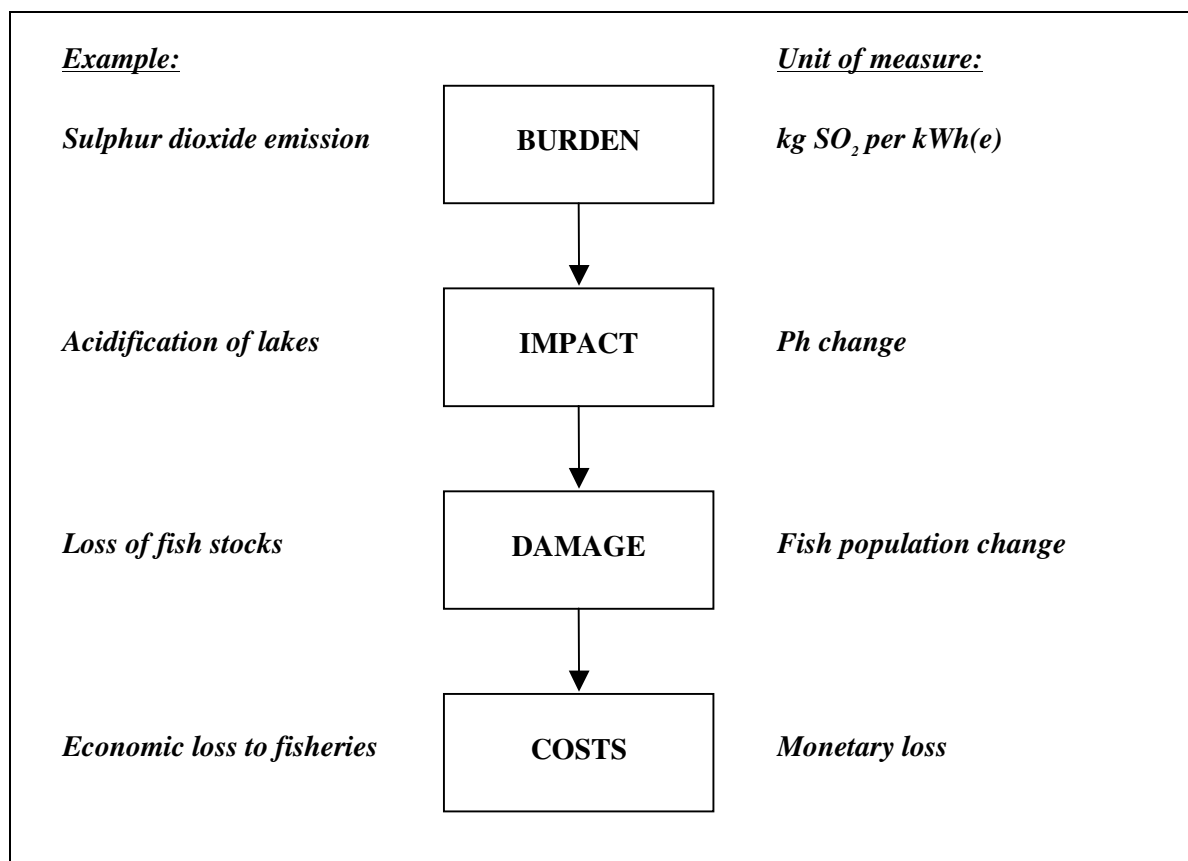 Example: Unit of measure:
Sulphur dioxide emission BURDEN kg SO₂ per kWh(e)
Acidification of lakes IMPACT Ph change
Loss of fish stocks DAMAGE Fish population change
Economic loss to fisheries COSTS Monetary loss